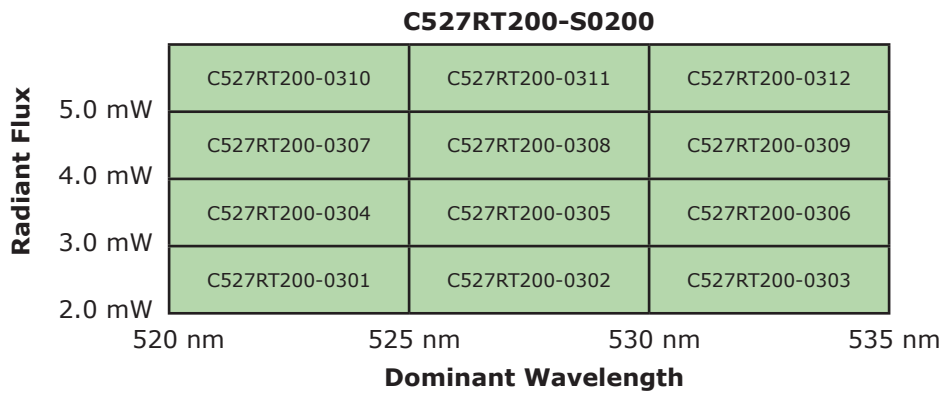 C527RT200-S0200
Radiant Flux
C527RT200-0310 C527RT200-0311 C527RT200-0312
5.0 mW
C527RT200-0307 C527RT200-0308 C527RT200-0309
4.0 mW
C527RT200-0304 C527RT200-0305 C527RT200-0306
3.0 mW
C527RT200-0301 C527RT200-0302 C527RT200-0303
2.0 mW
520 nm 525 nm 530 nm 535 nm
Dominant Wavelength